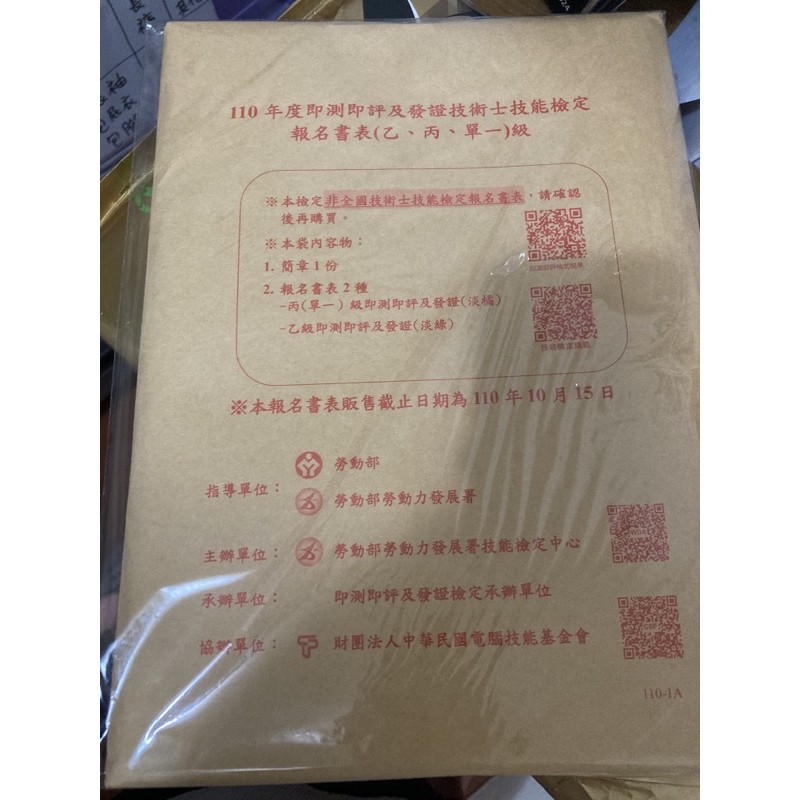 110 年度即測即評及發證技術士技能檢定
報名書表(乙、丙、單一)級
※本檢定非全國技術士技能檢定報名書表，請確認
後再購買。
※本袋內容物：
1. 簡章 1 份
2. 報名書表 2 種
-丙(單一) 級即測即評及發證(淡橘)
-乙級即測即評及發證(淡綠)
※本報名書表販售截止日期為 110 年 10 月 15 日
指導單位：
勞動部
勞動部勞動力發展署
主辦單位：
勞動部勞動力發展署技能檢定中心
承辦單位：
即測即評及發證檢定承辦單位
協辦單位：
財團法人中華民國電腦技能基金會
110-1A